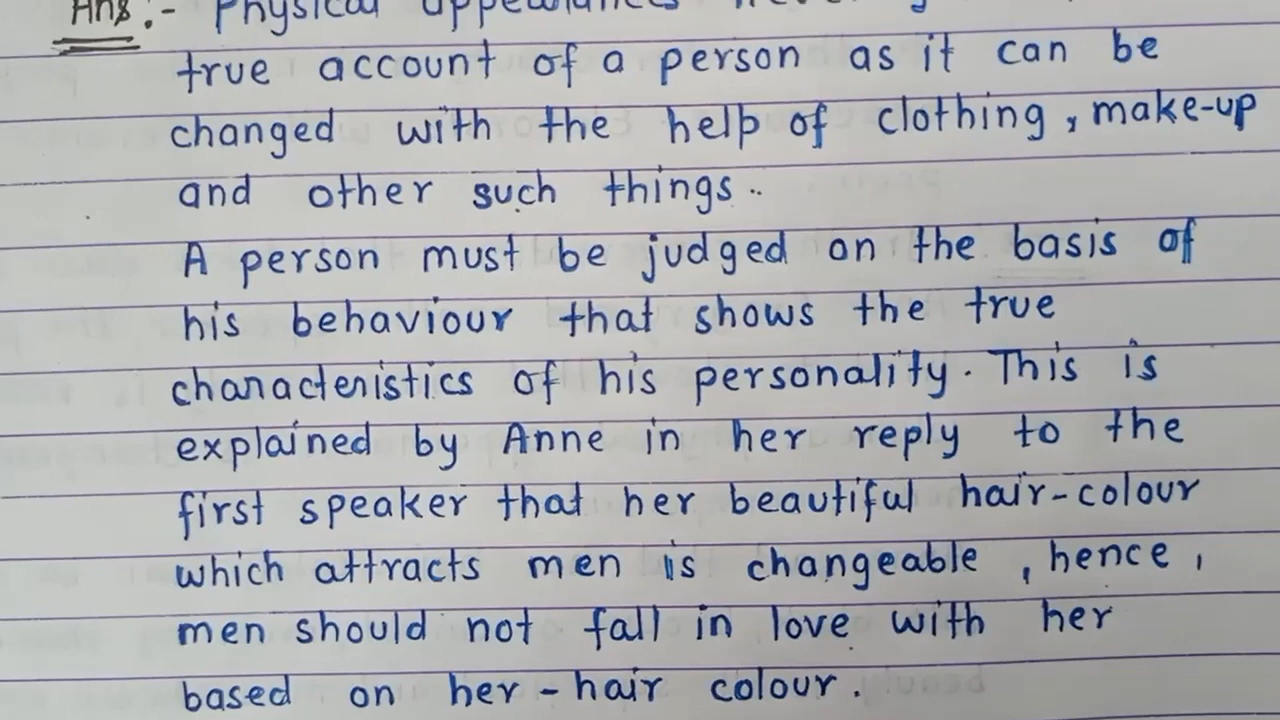 Ans :- Physical appearances never
true account of a person as it can be
changed with the help of clothing, make-up
and other such things..
A person must be judged on the basis of
his behaviour that shows the true
characteristics of his personality. This is
explained by Anne in her reply to the
first speaker that her beautiful hair-colour
which attracts men is changeable, hence,
men should not fall in love with her
based on her-hair colour.